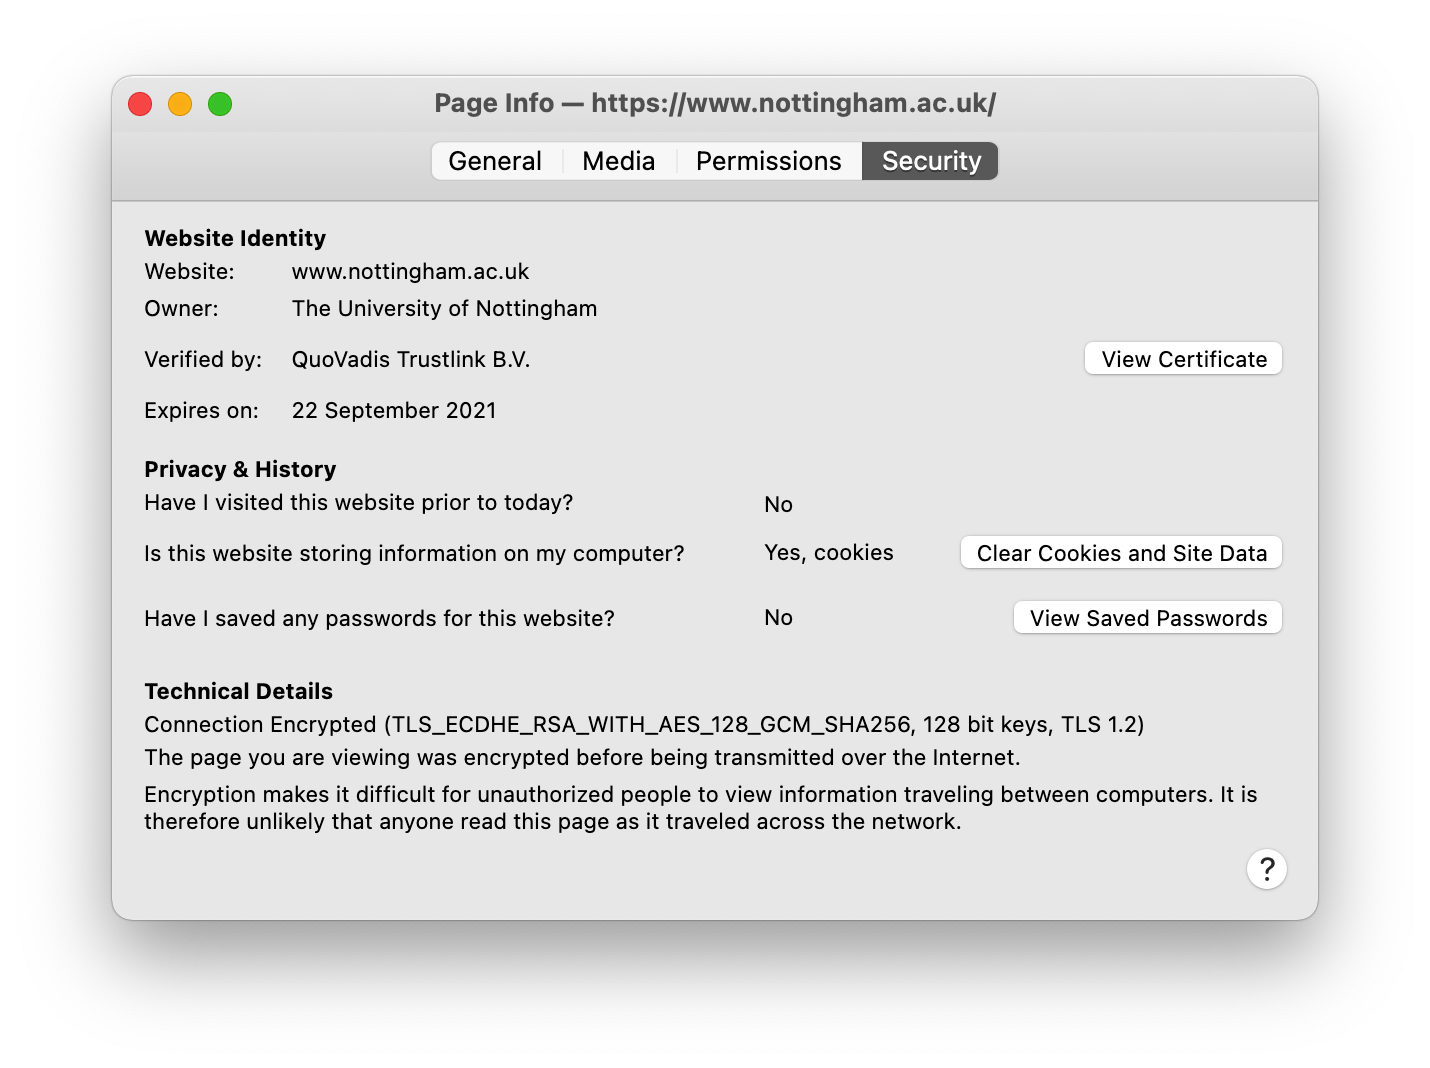 Page Info — https://www.nottingham.ac.uk/
General Media Permissions Security
Website Identity
Website: www.nottingham.ac.uk
Owner: The University of Nottingham
Verified by: QuoVadis Trustlink B.V. View Certificate
Expires on: 22 September 2021
Privacy & History
Have I visited this website prior to today? No
Is this website storing information on my computer? Yes, cookies Clear Cookies and Site Data
Have I saved any passwords for this website? No View Saved Passwords
Technical Details
Connection Encrypted (TLS_ECDHE_RSA_WITH_AES_128_GCM_SHA256, 128 bit keys, TLS 1.2)
The page you are viewing was encrypted before being transmitted over the Internet.
Encryption makes it difficult for unauthorized people to view information traveling between computers. It is
therefore unlikely that anyone read this page as it traveled across the network.
?